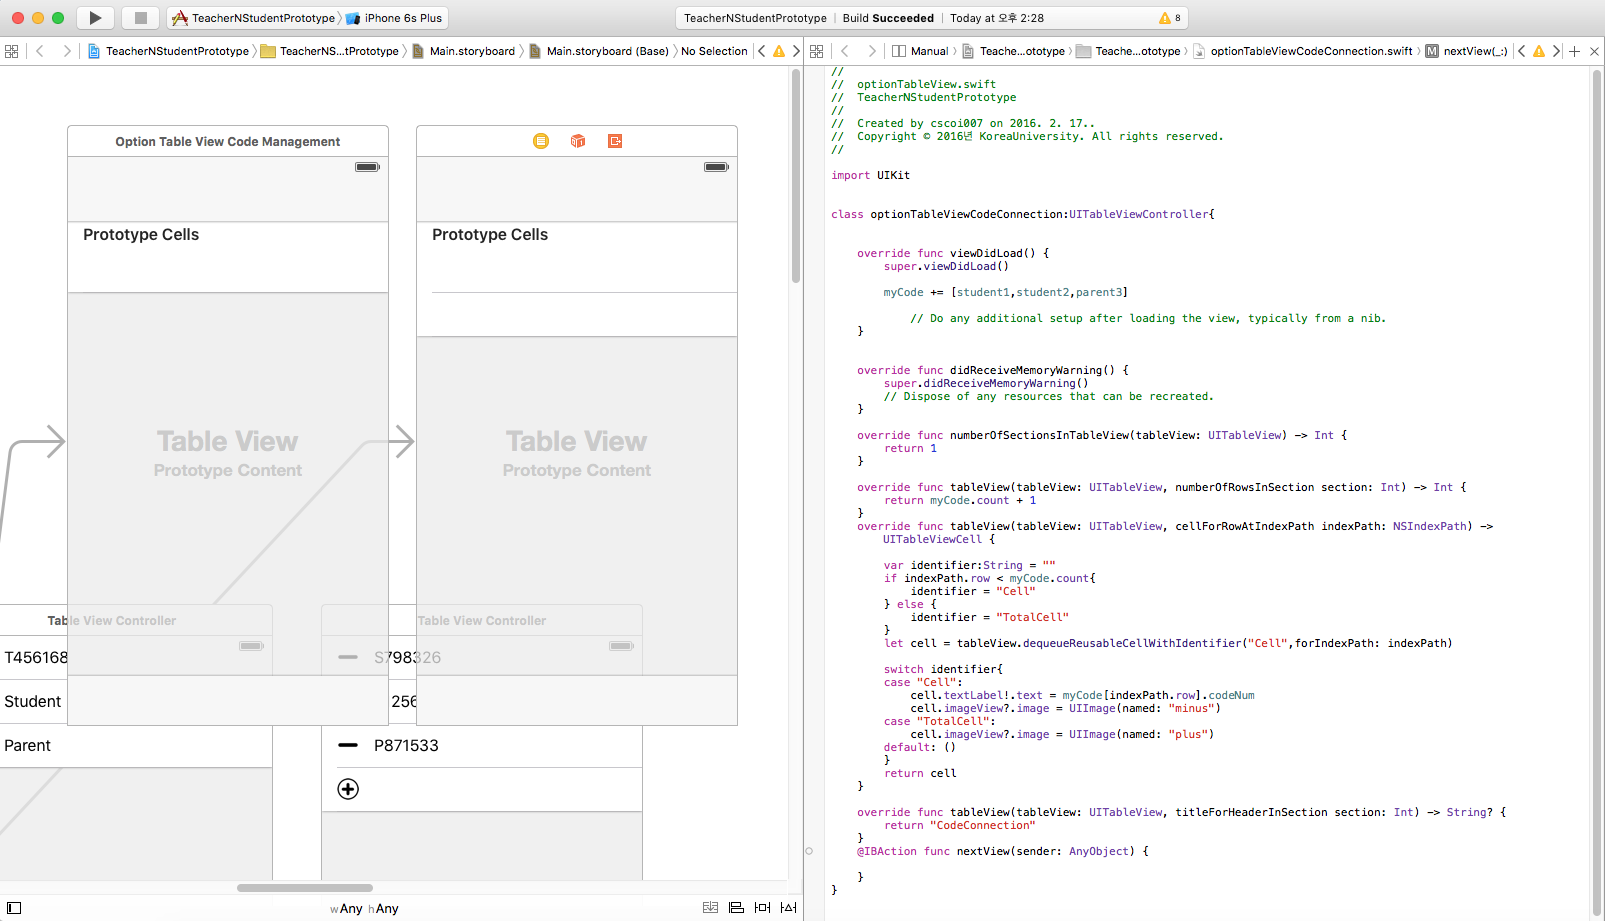 TeacherNStudentPrototype iPhone 6s Plus
TeacherNStudentPrototype Build Succeeded Today at 오후 2:28
8
TeacherNStudentPrototype TeacherNS...tPrototype Main.storyboard Main.storyboard (Base) No Selection
Manual Teache...ototype Teache...ototype optionTableViewCodeConnection.swift M nextView(_:)
Option Table View Code Management
Prototype Cells
Table View
Prototype Content
Prototype Cells
Table View
Prototype Content
Table View Controller
T456168
Student
Parent
Table View Controller
S798326
256
P871533
wAny hAny
//
// optionTableView.swift
// TeacherNStudentPrototype
//
// Created by cscoi007 on 2016. 2. 17..
// Copyright © 2016년 KoreaUniversity. All rights reserved.
//
import UIKit
class optionTableViewCodeConnection:UITableViewController{
override func viewDidLoad() {
super.viewDidLoad()
myCode += [student1,student2,parent3]
// Do any additional setup after loading the view, typically from a nib.
}
override func didReceiveMemoryWarning() {
super.didReceiveMemoryWarning()
// Dispose of any resources that can be recreated.
}
override func numberOfSectionsInTableView(tableView: UITableView) -> Int {
return 1
}
override func tableView(tableView: UITableView, numberOfRowsInSection section: Int) -> Int {
return myCode.count + 1
}
override func tableView(tableView: UITableView, cellForRowAtIndexPath indexPath: NSIndexPath) ->
UITableViewCell {
var identifier:String = ""
if indexPath.row < myCode.count{
identifier = "Cell"
} else {
identifier = "TotalCell"
}
let cell = tableView.dequeueReusableCellWithIdentifier("Cell",forIndexPath: indexPath)
switch identifier{
case "Cell":
cell.textLabel!.text = myCode[indexPath.row].codeNum
cell.imageView?.image = UIImage(named: "minus")
case "TotalCell":
cell.imageView?.image = UIImage(named: "plus")
default: ()
}
return cell
}
override func tableView(tableView: UITableView, titleForHeaderInSection section: Int) -> String? {
return "CodeConnection"
}
@IBAction func nextView(sender: AnyObject) {
}
}